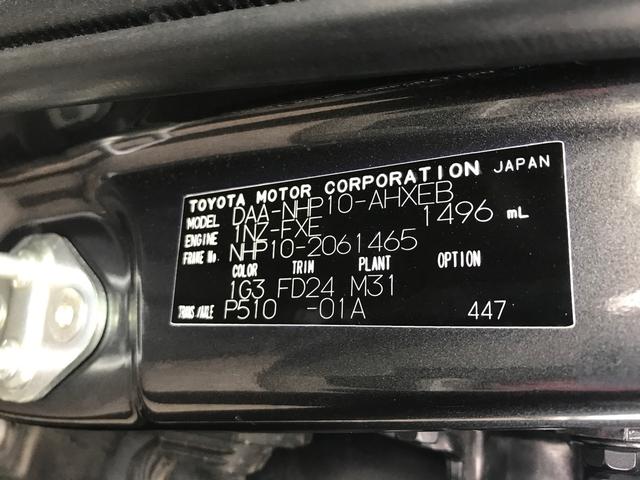 TOYOTA MOTOR CORPORATION JAPAN
MODEL DAA-NHP10-AHXEB
ENGINE 1NZ-FXE 1496 mL
FRAME No. NHP10-2061465
COLOR TRIM PLANT OPTION
1G3 FD24 M31
TRANS/AXLE P510 -01A 447